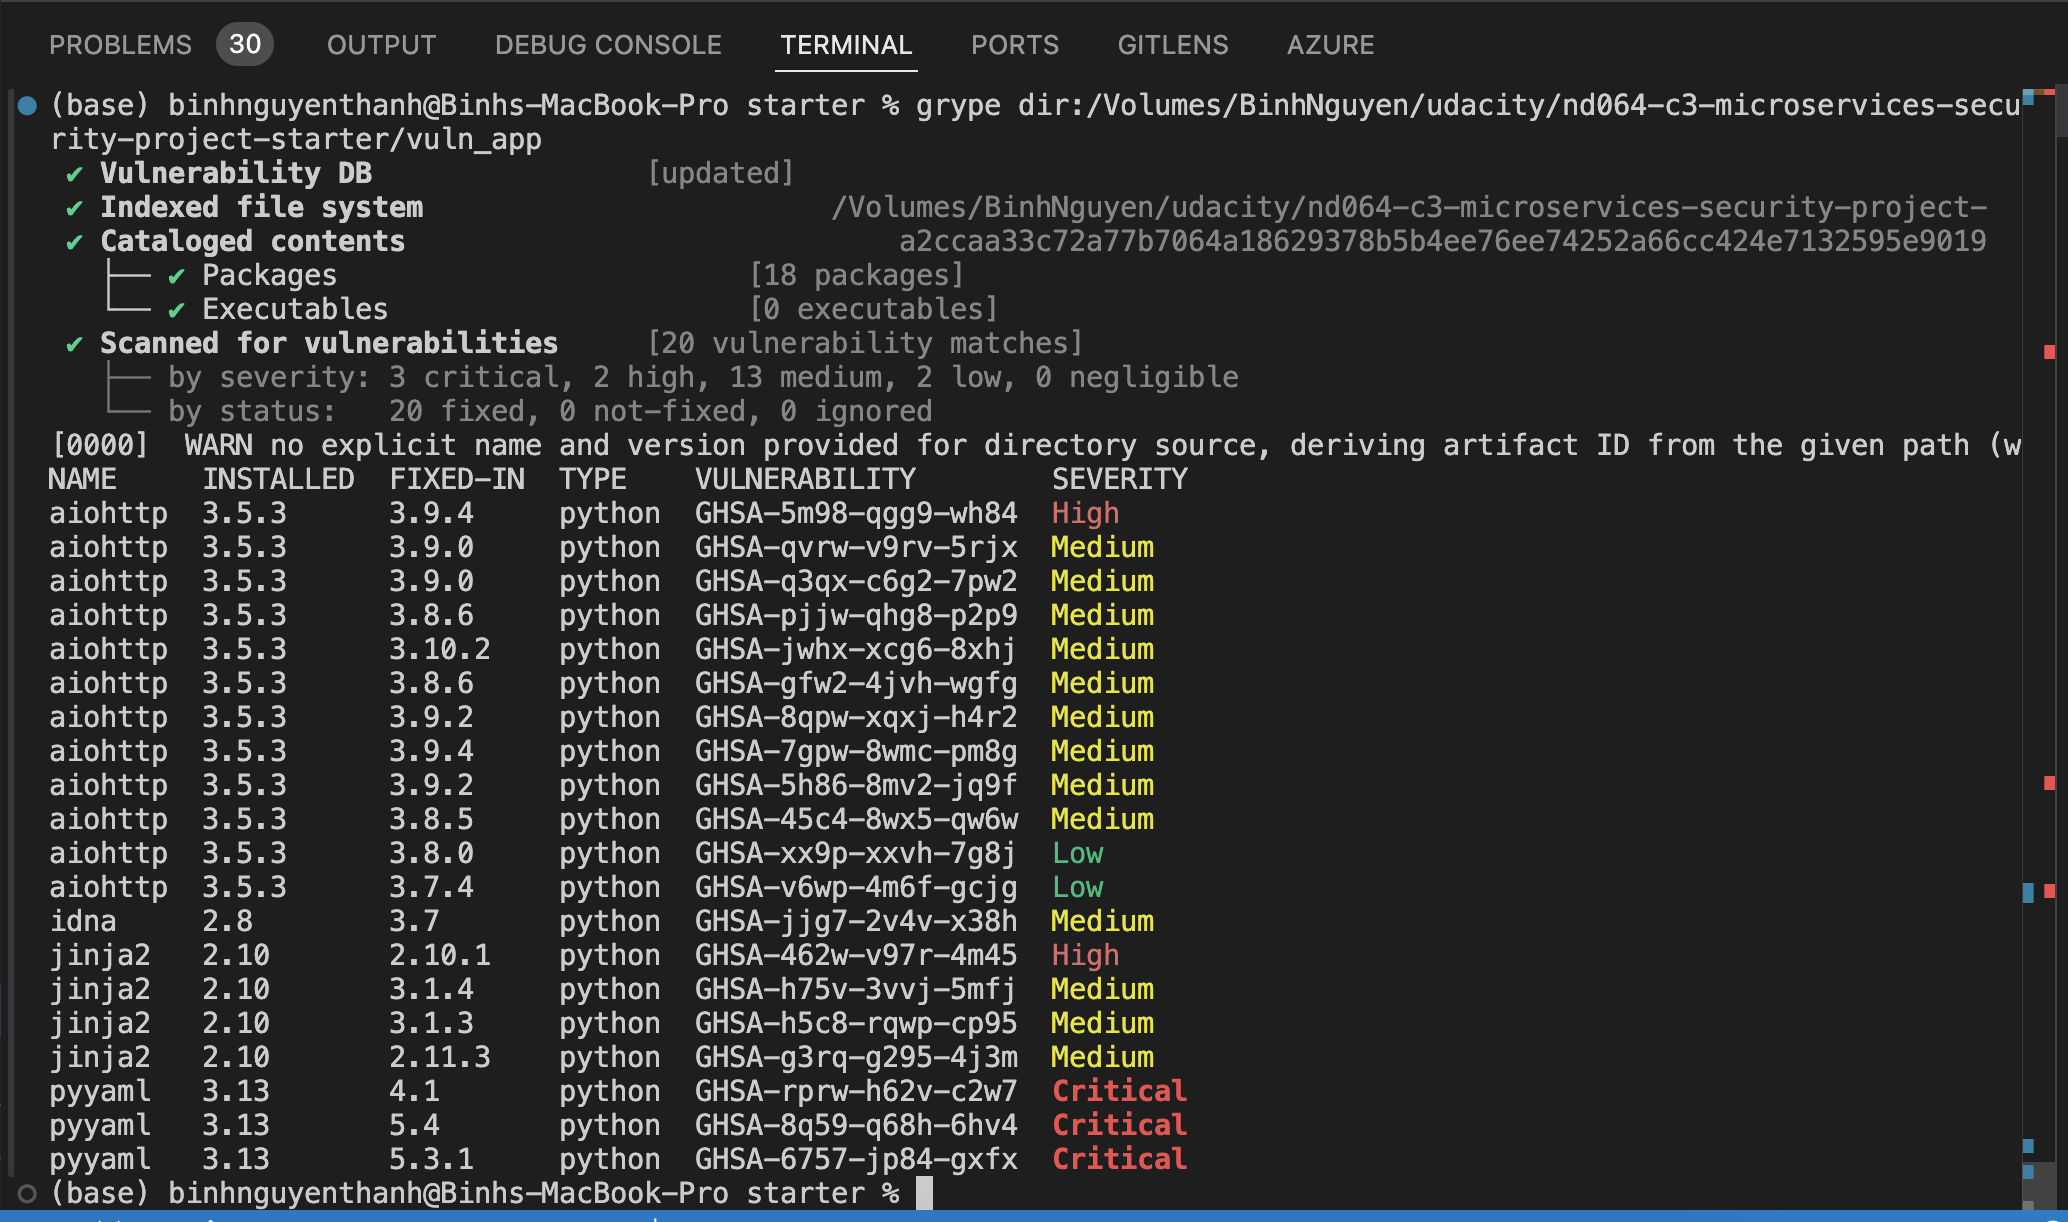 PROBLEMS 30 OUTPUT DEBUG CONSOLE TERMINAL PORTS GITLENS AZURE
(base) binhnguyenthanh@Binhs-MacBook-Pro starter % grype dir:/Volumes/BinhNguyen/udacity/nd064-c3-microservices-secu
rity-project-starter/vuln_app
✔ Vulnerability DB [updated]
✔ Indexed file system /Volumes/BinhNguyen/udacity/nd064-c3-microservices-security-project-
✔ Cataloged contents a2ccaa33c72a77b7064a18629378b5b4ee76ee74252a66cc424e7132595e9019
├── ✔ Packages [18 packages]
└── ✔ Executables [0 executables]
✔ Scanned for vulnerabilities [20 vulnerability matches]
├── by severity: 3 critical, 2 high, 13 medium, 2 low, 0 negligible
└── by status: 20 fixed, 0 not-fixed, 0 ignored
[0000] WARN no explicit name and version provided for directory source, deriving artifact ID from the given path (w
NAME INSTALLED FIXED-IN TYPE VULNERABILITY SEVERITY
aiohttp 3.5.3 3.9.4 python GHSA-5m98-qgg9-wh84 High
aiohttp 3.5.3 3.9.0 python GHSA-qvrw-v9rv-5rjx Medium
aiohttp 3.5.3 3.9.0 python GHSA-q3qx-c6g2-7pw2 Medium
aiohttp 3.5.3 3.8.6 python GHSA-pjjw-qhg8-p2p9 Medium
aiohttp 3.5.3 3.10.2 python GHSA-jwhx-xcg6-8xhj Medium
aiohttp 3.5.3 3.8.6 python GHSA-gfw2-4jvh-wgfg Medium
aiohttp 3.5.3 3.9.2 python GHSA-8qpw-xqxj-h4r2 Medium
aiohttp 3.5.3 3.9.4 python GHSA-7gpw-8wmc-pm8g Medium
aiohttp 3.5.3 3.9.2 python GHSA-5h86-8mv2-jq9f Medium
aiohttp 3.5.3 3.8.5 python GHSA-45c4-8wx5-qw6w Medium
aiohttp 3.5.3 3.8.0 python GHSA-xx9p-xxvh-7g8j Low
aiohttp 3.5.3 3.7.4 python GHSA-v6wp-4m6f-gcjg Low
idna 2.8 3.7 python GHSA-jjg7-2v4v-x38h Medium
jinja2 2.10 2.10.1 python GHSA-462w-v97r-4m45 High
jinja2 2.10 3.1.4 python GHSA-h75v-3vvj-5mfj Medium
jinja2 2.10 3.1.3 python GHSA-h5c8-rqwp-cp95 Medium
jinja2 2.10 2.11.3 python GHSA-g3rq-g295-4j3m Medium
pyyaml 3.13 4.1 python GHSA-rprw-h62v-c2w7 Critical
pyyaml 3.13 5.4 python GHSA-8q59-q68h-6hv4 Critical
pyyaml 3.13 5.3.1 python GHSA-6757-jp84-gxfx Critical
(base) binhnguyenthanh@Binhs-MacBook-Pro starter %